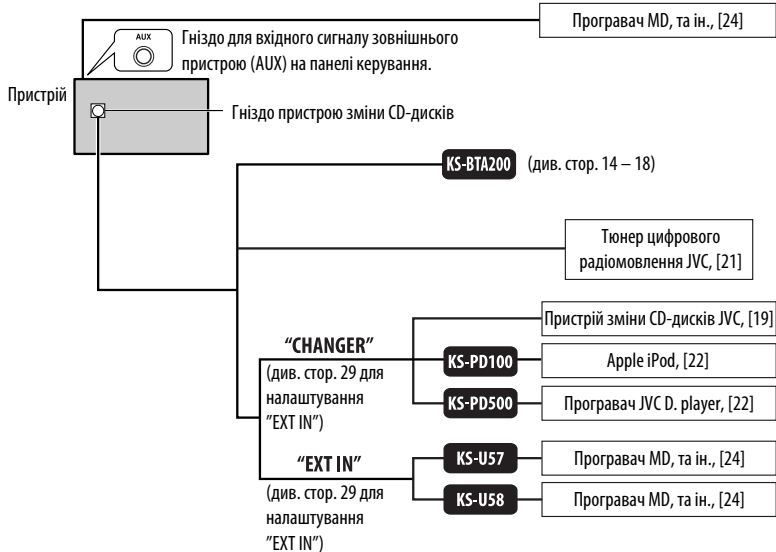 Програвач MD, та ін., [24]
AUX
Гніздо для вхідного сигналу зовнішнього
пристрою (AUX) на панелі керування.
Пристрій
Гніздо пристрою зміни CD-дисків
KS-BTA200
(див. стор. 14 – 18)
Тюнер цифрового
радіомовлення JVC, [21]
"CHANGER"
(див. стор. 29 для
налаштування
"EXT IN")
Пристрій зміни CD-дисків JVC, [19]
KS-PD100
Apple iPod, [22]
KS-PD500
Програвач JVC D. player, [22]
"EXT IN"
(див. стор. 29 для
налаштування
"EXT IN")
KS-U57
Програвач MD, та ін., [24]
KS-U58
Програвач MD, та ін., [24]